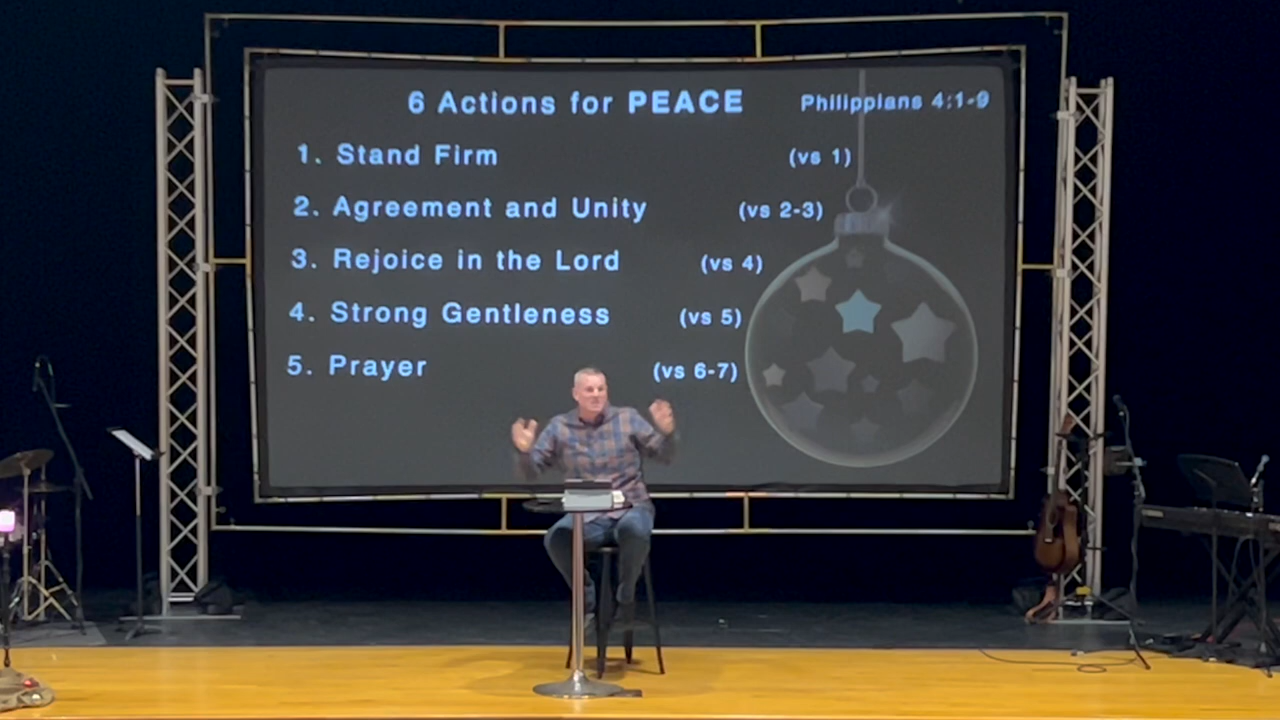 6 Actions for PEACE Philippians 4:1-9
1. Stand Firm (vs 1)
2. Agreement and Unity (vs 2-3)
3. Rejoice in the Lord (vs 4)
4. Strong Gentleness (vs 5)
5. Prayer (vs 6-7)